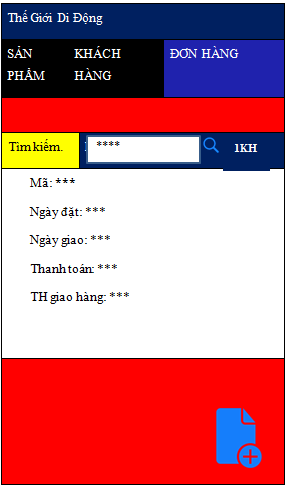 Thế Giới Di Động
SẢN PHẨM
KHÁCH HÀNG
ĐƠN HÀNG
Tìm kiếm.
****
1KH
Mã: ***
Ngày đặt: ***
Ngày giao: ***
Thanh toán: ***
TH giao hàng: ***